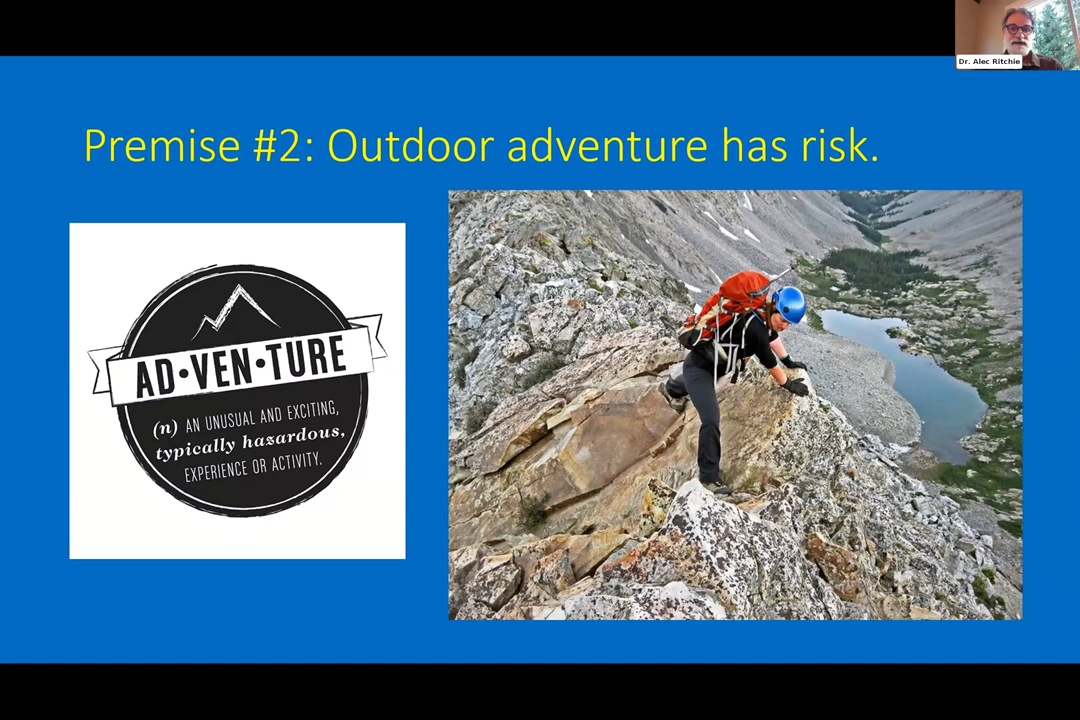 Dr. Alec Ritchie
Premise #2: Outdoor adventure has risk.
AD•VEN•TURE
(n) AN UNUSUAL AND EXCITING,
typically hazardous,
EXPERIENCE OR ACTIVITY.